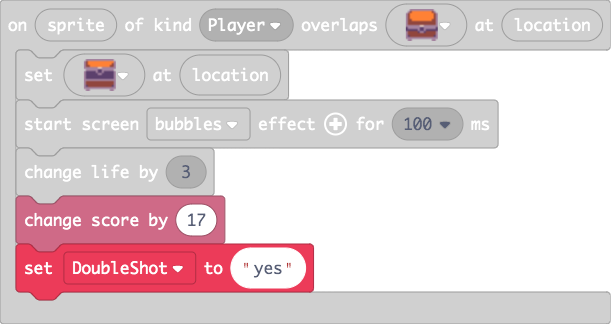 on sprite of kind Player overlaps at location
set at location
start screen bubbles effect for 100 ms
change life by 3
change score by 17
set DoubleShot to "yes"